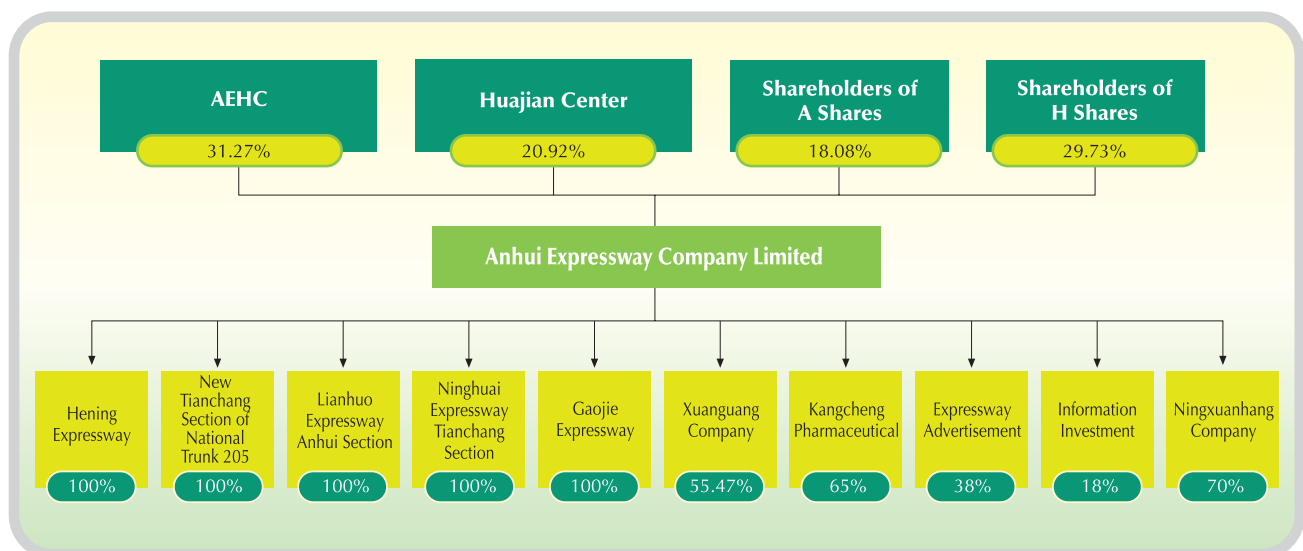 AEHC
31.27%
Huajian Center
20.92%
Shareholders of
A Shares
18.08%
Shareholders of
H Shares
29.73%
Anhui Expressway Company Limited
Hening
Expressway
100%
New
Tianchang
Section of
National
Trunk 205
100%
Lianhuo
Expressway
Anhui Section
100%
Ninghuai
Expressway
Tianchang
Section
100%
Gaojie
Expressway
100%
Xuanguang
Company
55.47%
Kangcheng
Pharmaceutical
65%
Expressway
Advertisement
38%
Information
Investment
18%
Ningxuanhang
Company
70%